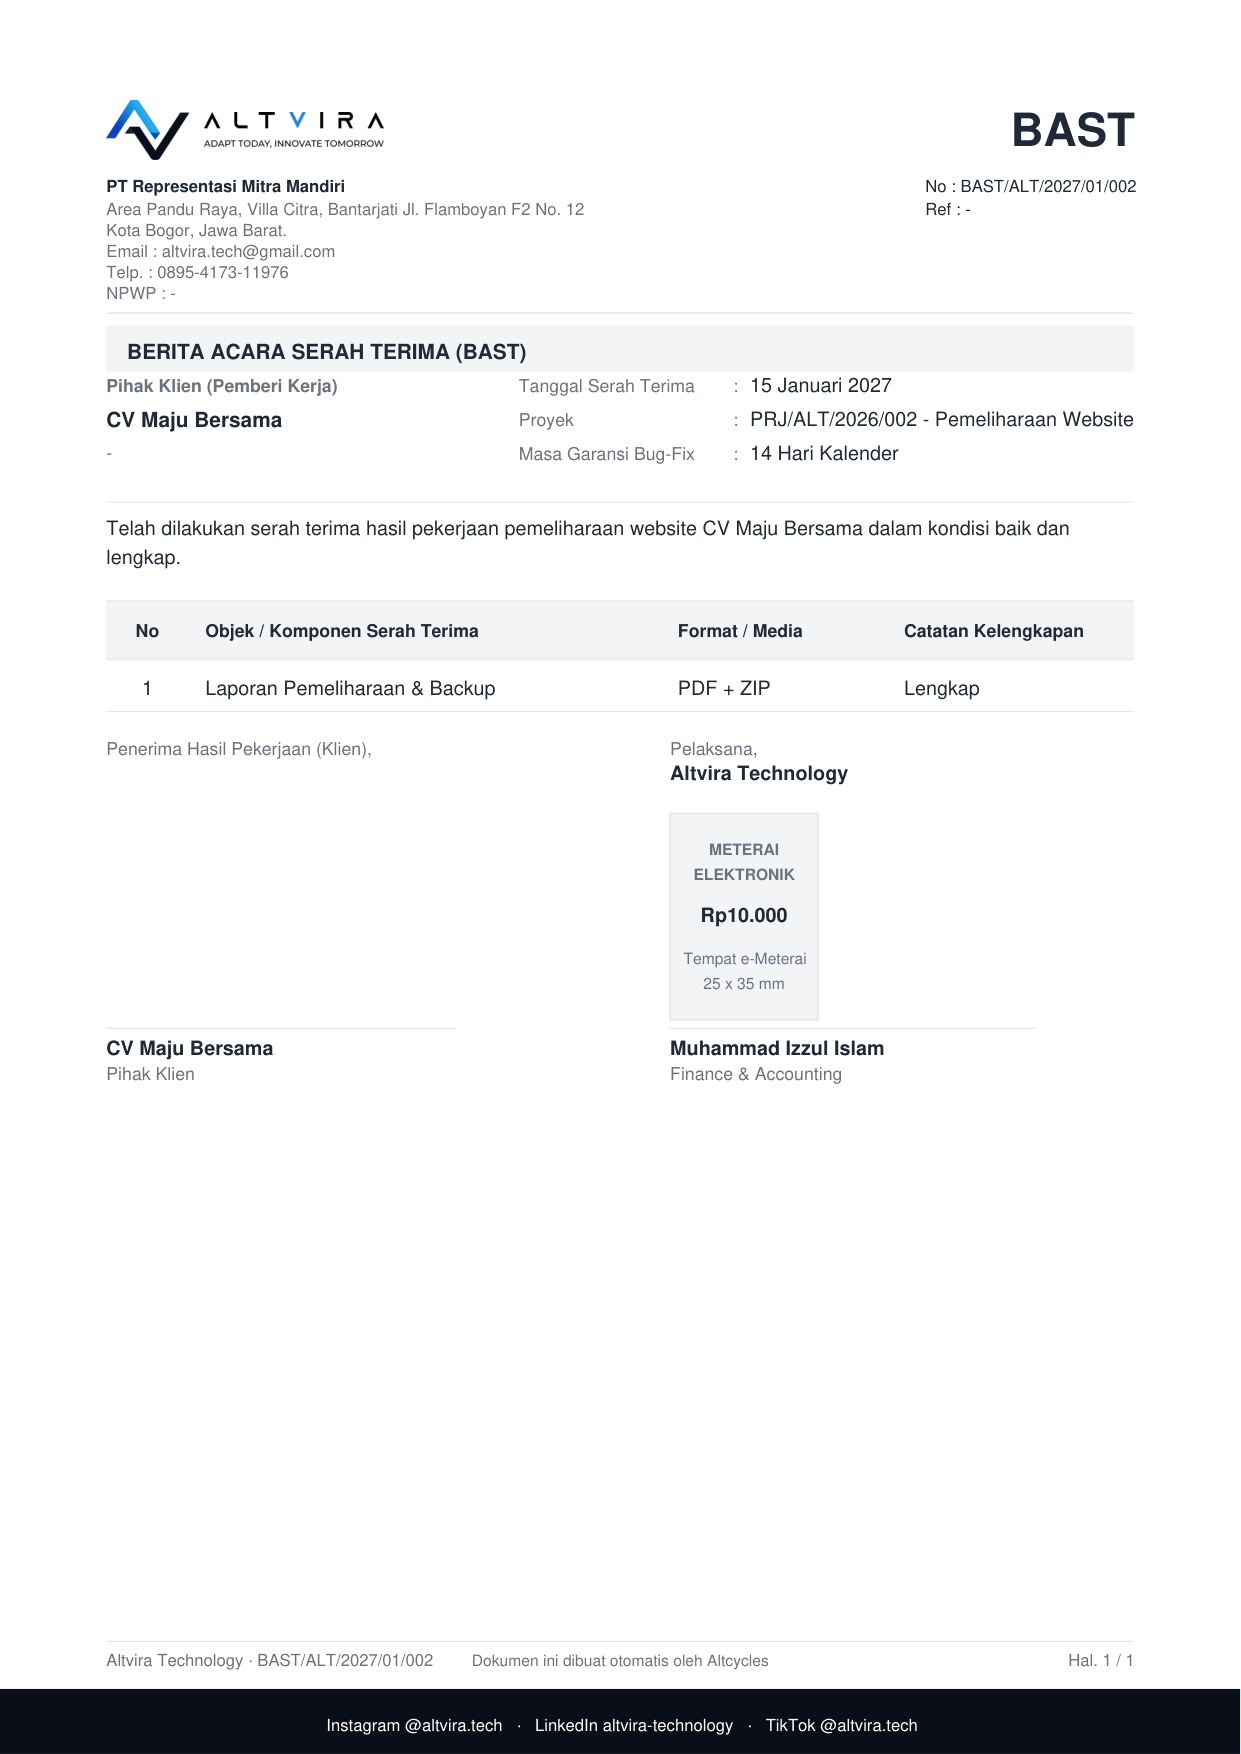 ALTVIRA
ADAPT TODAY, INNOVATE TOMORROW
BAST
PT Representasi Mitra Mandiri
Area Pandu Raya, Villa Citra, Bantarjati Jl. Flamboyan F2 No. 12
Kota Bogor, Jawa Barat.
Email : altvira.tech@gmail.com
Telp. : 0895-4173-11976
NPWP : -
No : BAST/ALT/2027/01/002
Ref : -
BERITA ACARA SERAH TERIMA (BAST)
Pihak Klien (Pemberi Kerja)
CV Maju Bersama
-
Tanggal Serah Terima : 15 Januari 2027
Proyek : PRJ/ALT/2026/002 - Pemeliharaan Website
Masa Garansi Bug-Fix : 14 Hari Kalender
Telah dilakukan serah terima hasil pekerjaan pemeliharaan website CV Maju Bersama dalam kondisi baik dan
lengkap.
No Objek / Komponen Serah Terima Format / Media Catatan Kelengkapan
1 Laporan Pemeliharaan & Backup PDF + ZIP Lengkap
Penerima Hasil Pekerjaan (Klien),
CV Maju Bersama
Pihak Klien
Pelaksana,
Altvira Technology
METERAI
ELEKTRONIK
Rp10.000
Tempat e-Meterai
25 x 35 mm
Muhammad Izzul Islam
Finance & Accounting
Altvira Technology · BAST/ALT/2027/01/002 Dokumen ini dibuat otomatis oleh Altcycles Hal. 1 / 1
Instagram @altvira.tech · LinkedIn altvira-technology · TikTok @altvira.tech